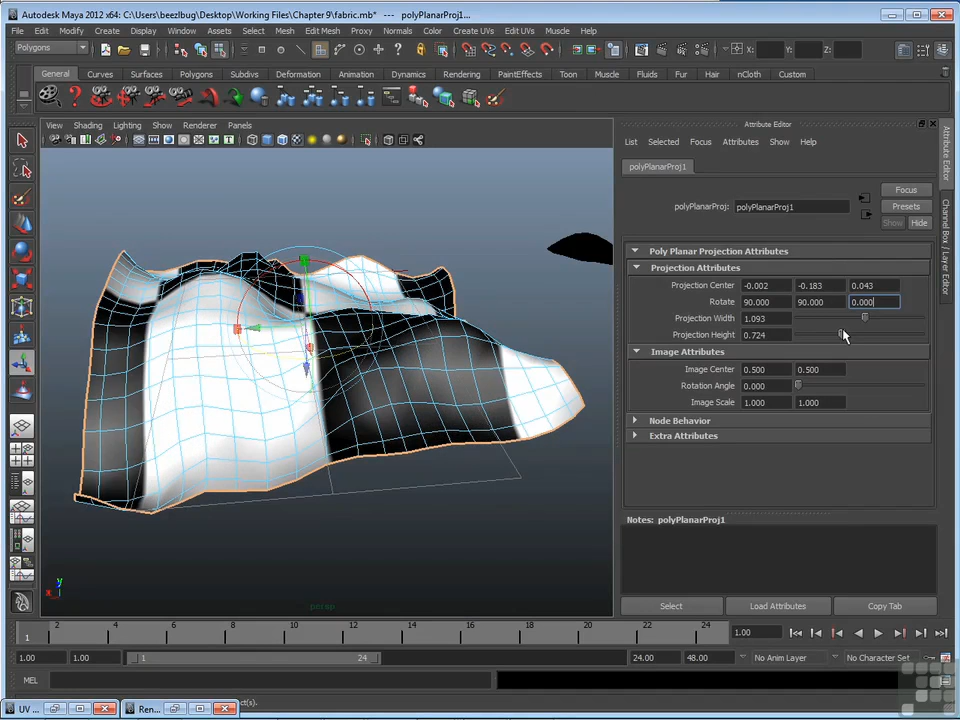 Autodesk Maya 2012 x64: C:\Users\beezlbug\Desktop\Working Files\Chapter 9\fabric.mb* --- polyPlanarProj1...
File Edit Modify Create Display Window Assets Select Mesh Edit Mesh Proxy Normals Color Create UVs Edit UVs Muscle Help
Polygons X: Y: Z:
General Curves Surfaces Polygons Subdivs Deformation Animation Dynamics Rendering PaintEffects Toon Muscle Fluids Fur Hair nCloth Custom
View Shading Lighting Show Renderer Panels
Attribute Editor
List Selected Focus Attributes Show Help
polyPlanarProj1
Focus
polyPlanarProj: polyPlanarProj1
Presets
Show Hide
Poly Planar Projection Attributes
Projection Attributes
Projection Center -0.002 -0.183 0.043
Rotate 90.000 90.000 0.000
Projection Width 1.093
Projection Height 0.724
Image Attributes
Image Center 0.500 0.500
Rotation Angle 0.000
Image Scale 1.000 1.000
Node Behavior
Extra Attributes
Notes: polyPlanarProj1
Select Load Attributes Copy Tab
Attribute Editor
Channel Box / Layer Editor
y
x
persp
1 2 4 6 8 10 12 14 16 18 20 22 24 1.00
1.00 1.00 1 24 24.00 48.00 No Anim Layer No Character Set
MEL
UV ... Ren... ct(s).